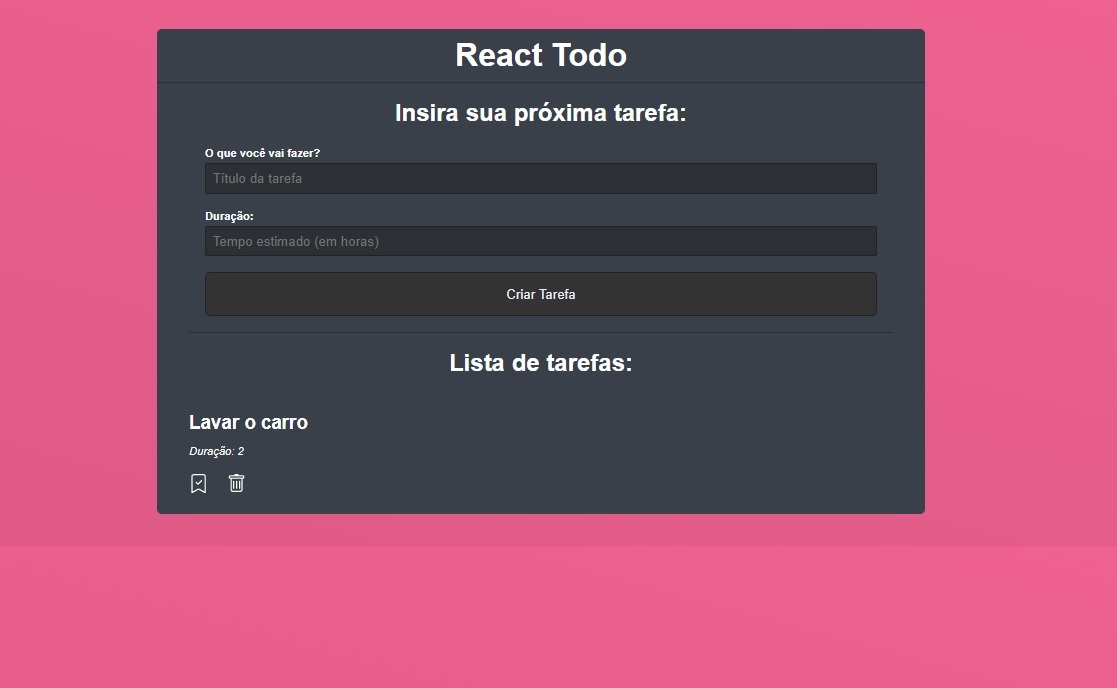 React Todo
Insira sua próxima tarefa:
O que você vai fazer?
Título da tarefa
Duração:
Tempo estimado (em horas)
Criar Tarefa
Lista de tarefas:
Lavar o carro
Duração: 2